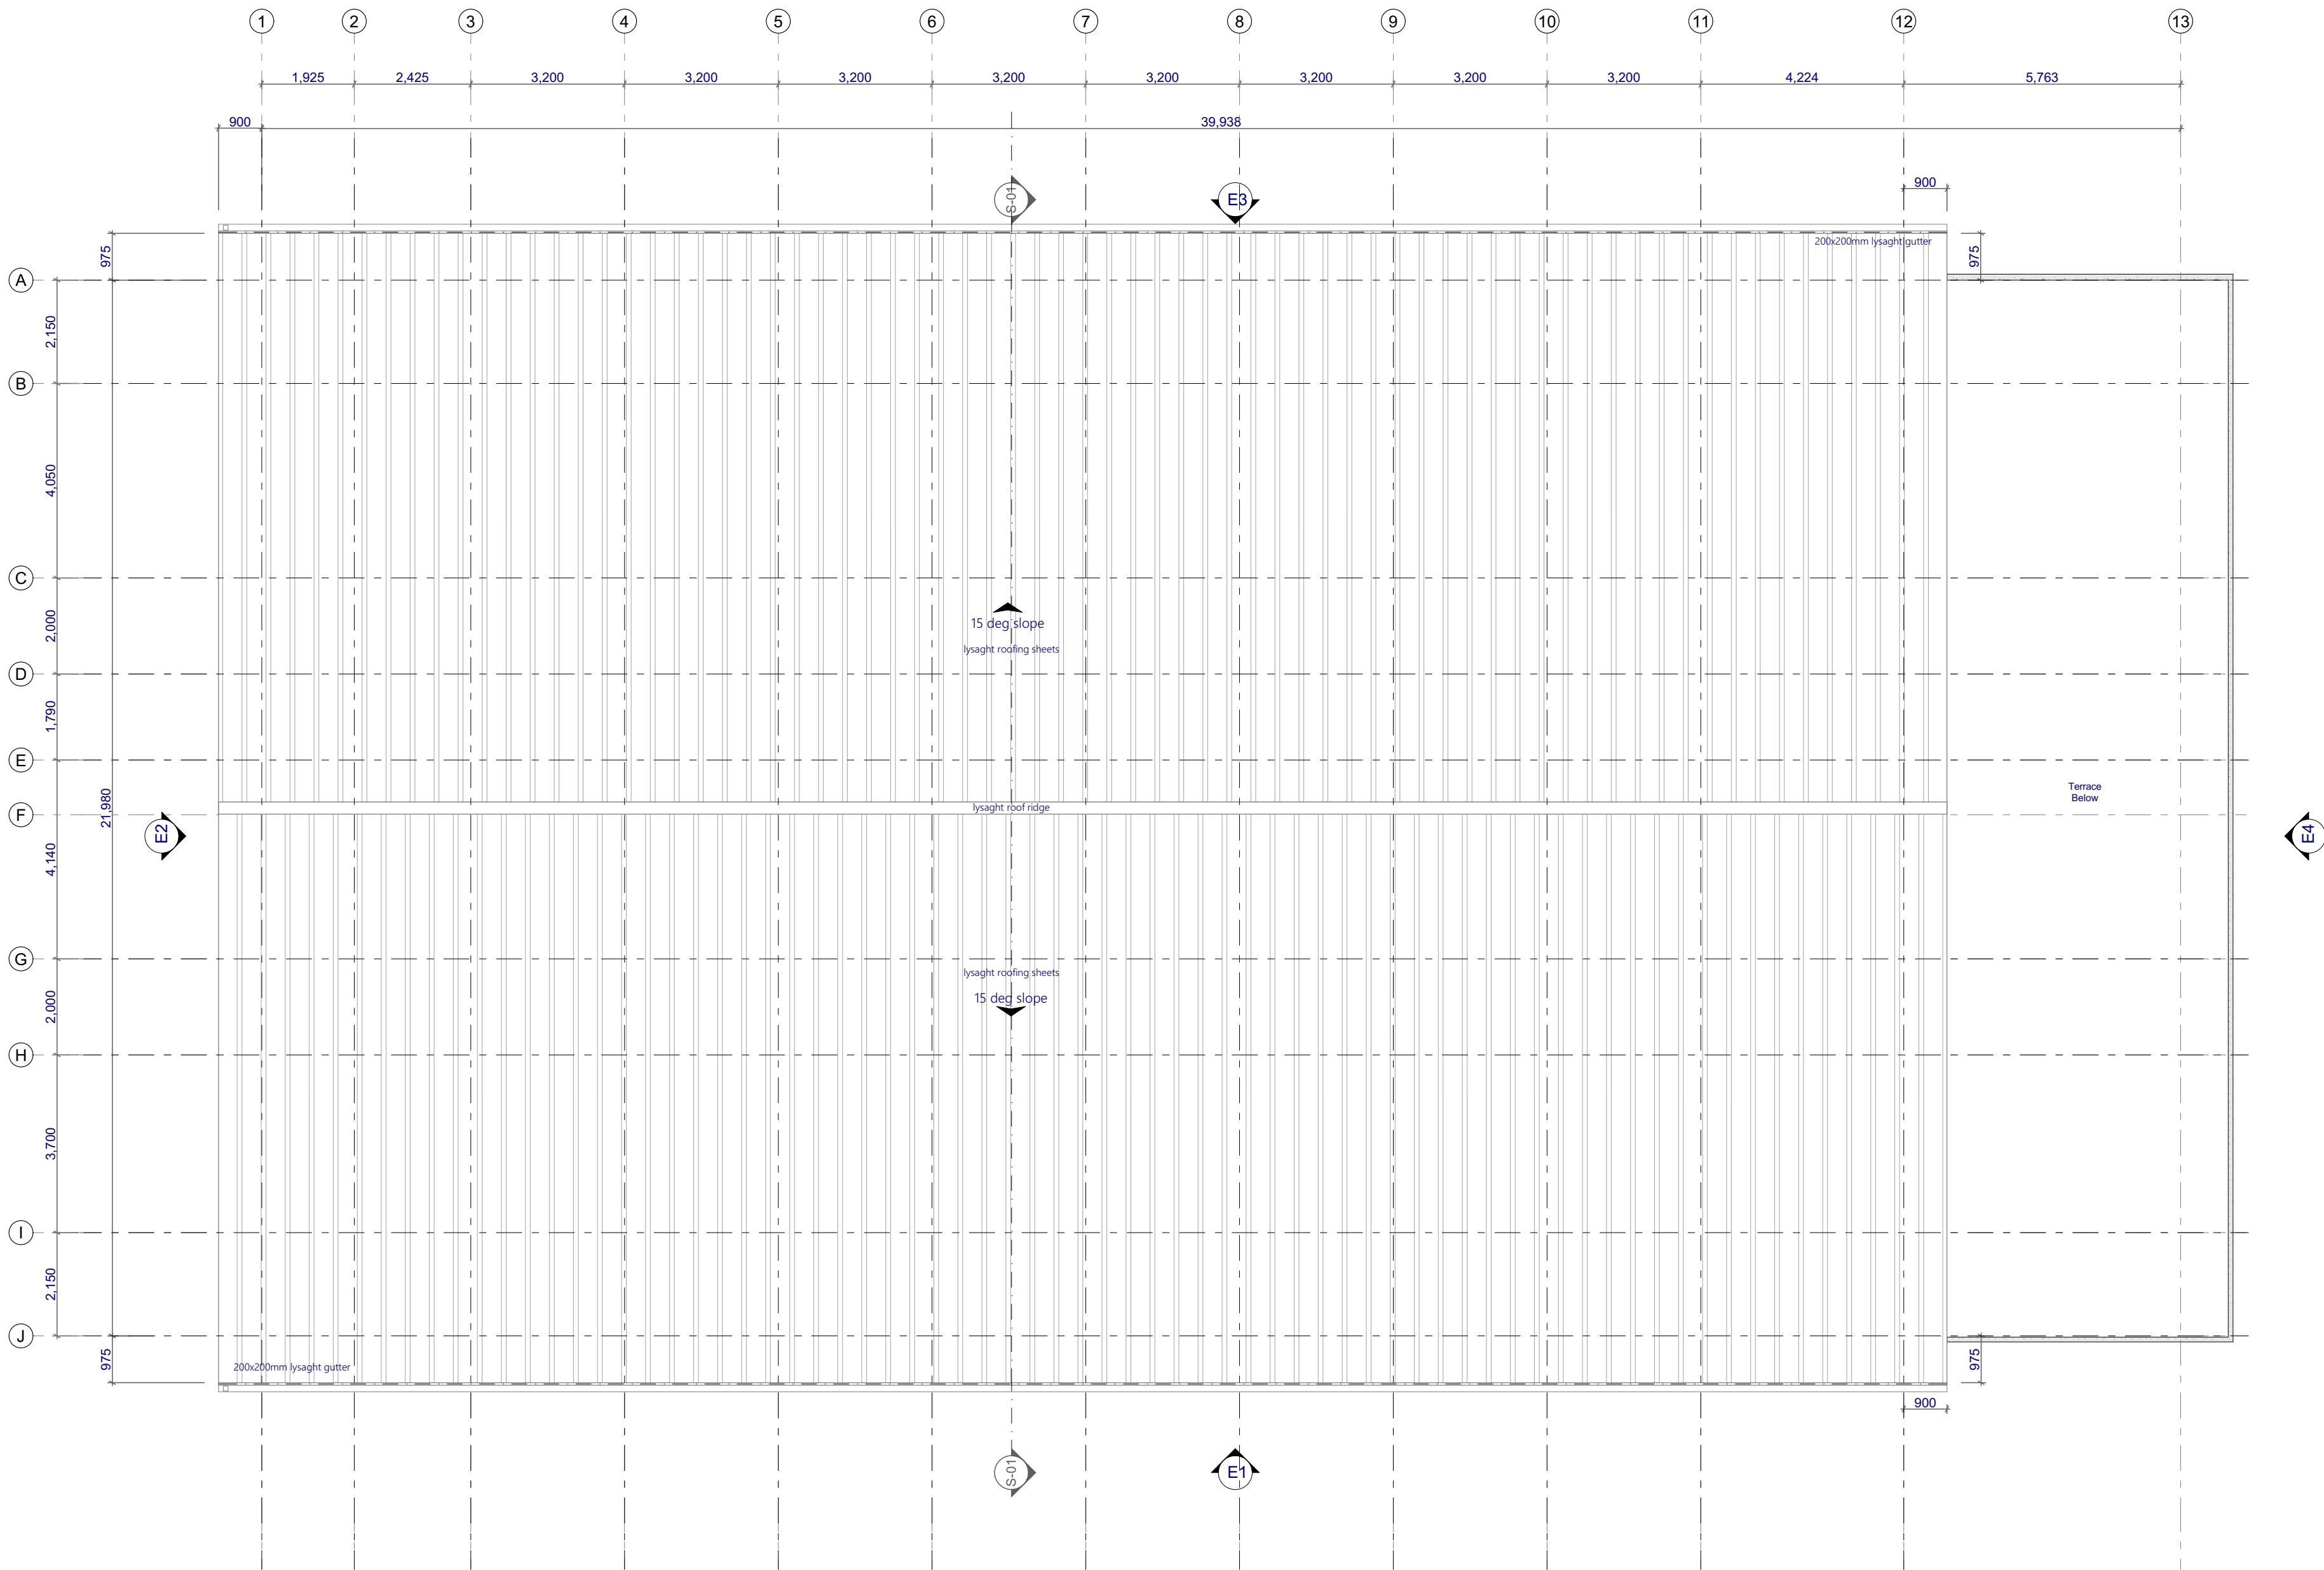 1 2 3 4 5 6 7 8 9 10 11 12 13
1,925 2,425 3,200 3,200 3,200 3,200 3,200 3,200 3,200 3,200 4,224 5,763
900 39,938
900
S-01 E3
200x200mm lysaght gutter
975 975
A
2,150
B
4,050
C
2,000
15 deg slope
lysaght roofing sheets
D
1,790
E
Terrace
Below
21,980
lysaght roof ridge
F
E2 E4
4,140
G
lysaght roofing sheets
15 deg slope
2,000
H
3,700
I
2,150
J
975 975
200x200mm lysaght gutter
900
S-01 E1